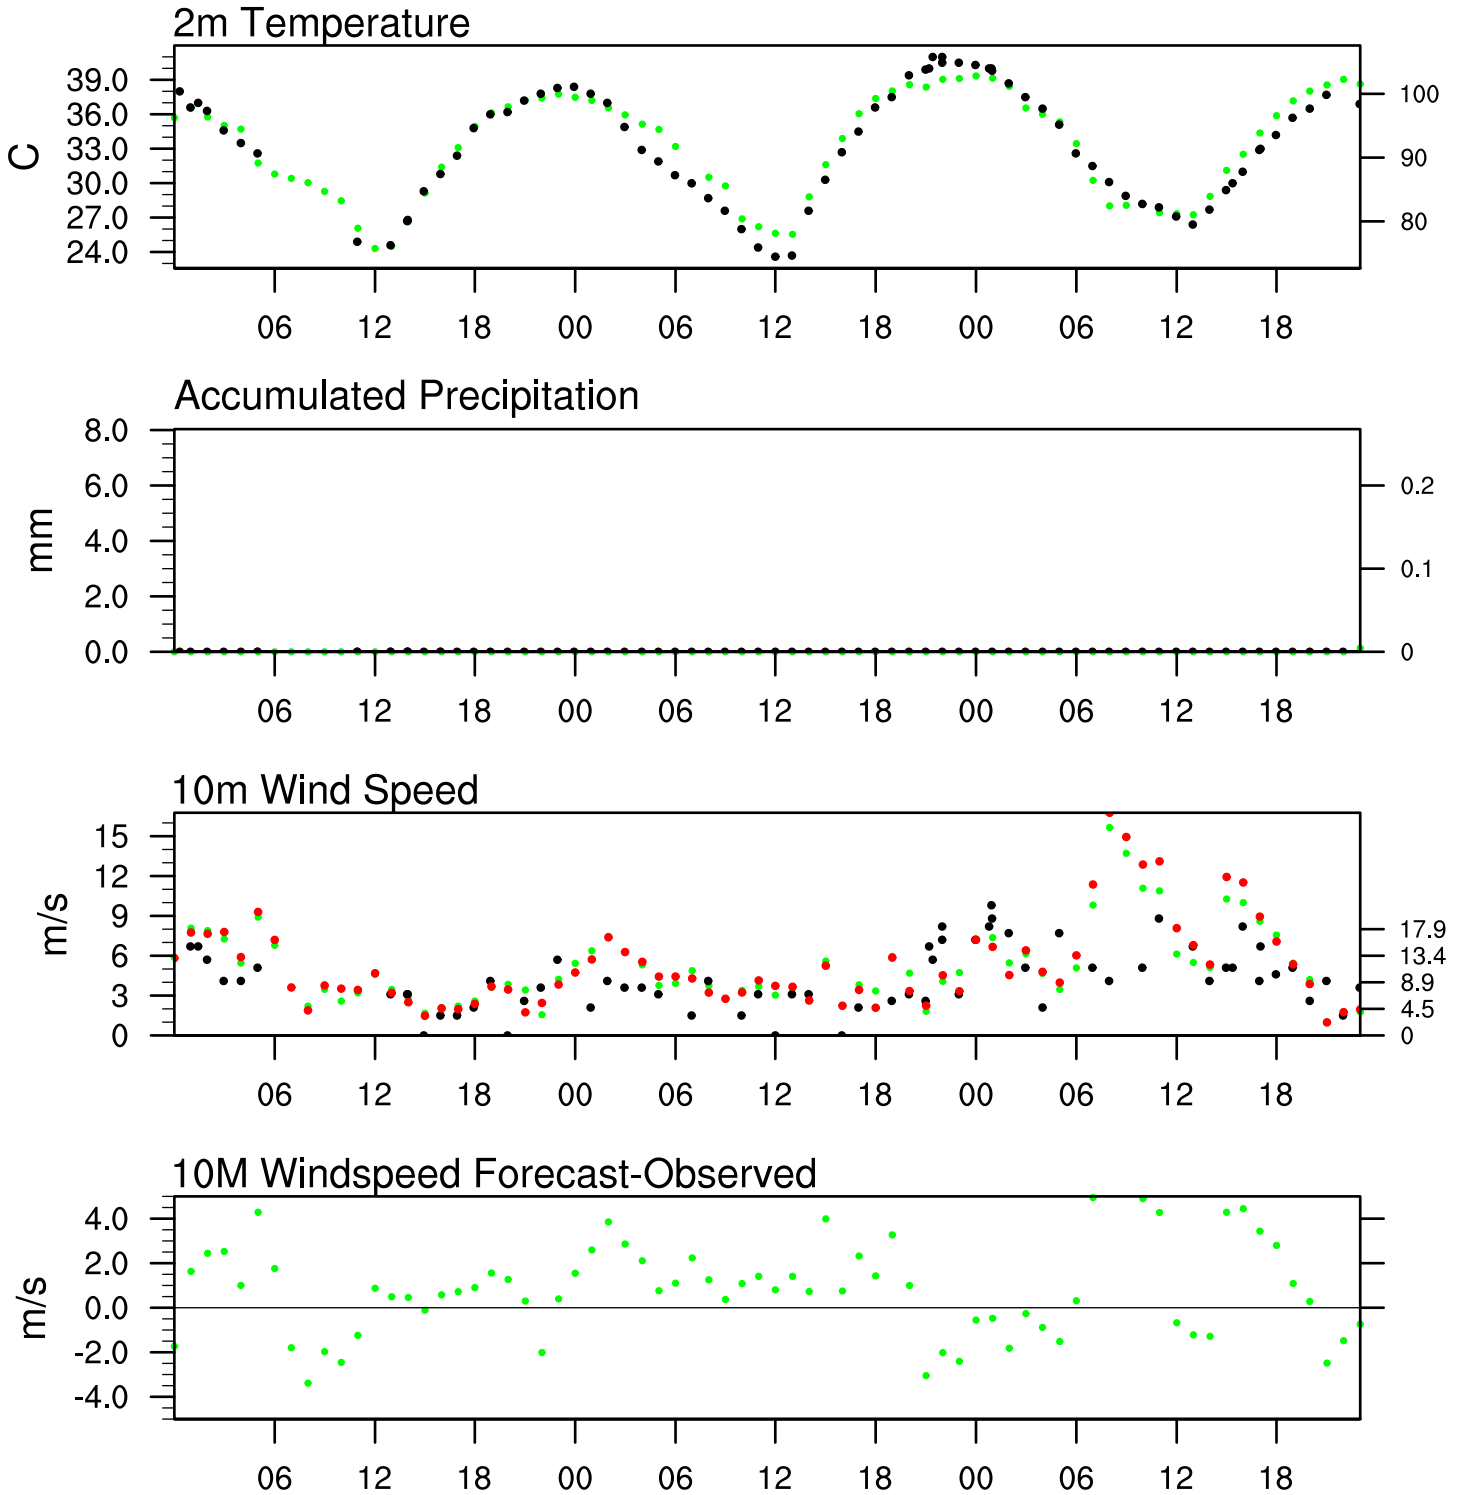 2m Temperature
39.0
36.0
33.0
30.0
27.0
24.0
C
100
90
80
06 12 18 00 06 12 18 00 06 12 18
Accumulated Precipitation
8.0
6.0
4.0
2.0
0.0
mm
0.2
0.1
0
06 12 18 00 06 12 18 00 06 12 18
10m Wind Speed
15
12
9
6
3
0
m/s
17.9
13.4
8.9
4.5
0
06 12 18 00 06 12 18 00 06 12 18
10M Windspeed Forecast-Observed
4.0
2.0
0.0
-2.0
-4.0
m/s
06 12 18 00 06 12 18 00 06 12 18